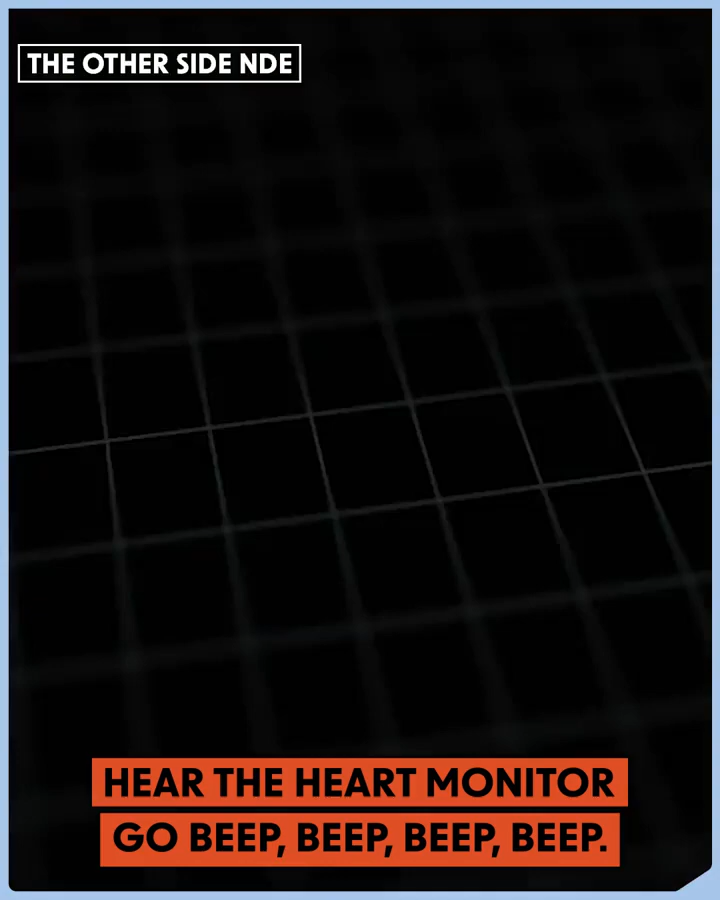 THE OTHER SIDE NDE
HEAR THE HEART MONITOR
GO BEEP, BEEP, BEEP, BEEP.